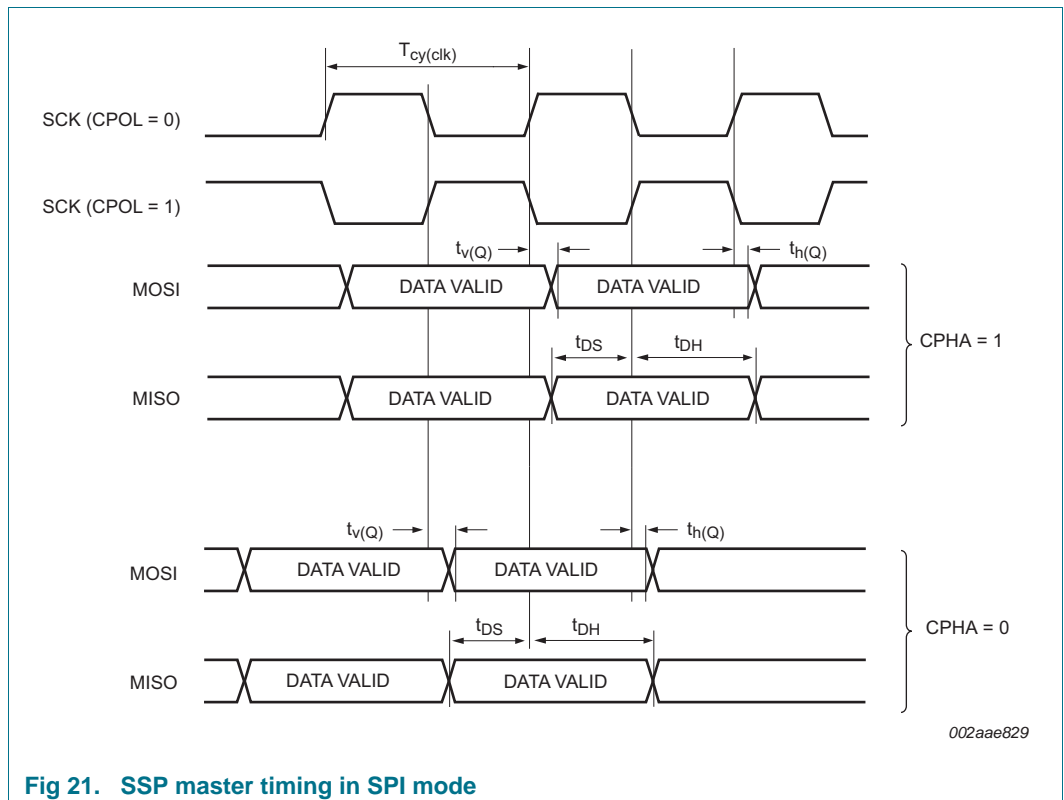 Tcy(clk)
SCK (CPOL = 0)
SCK (CPOL = 1)
tv(Q)
th(Q)
MOSI
DATA VALID
DATA VALID
tDS
tDH
CPHA = 1
MISO
DATA VALID
DATA VALID
tv(Q)
th(Q)
MOSI
DATA VALID
DATA VALID
tDS
tDH
CPHA = 0
MISO
DATA VALID
DATA VALID
002aae829
Fig 21. SSP master timing in SPI mode